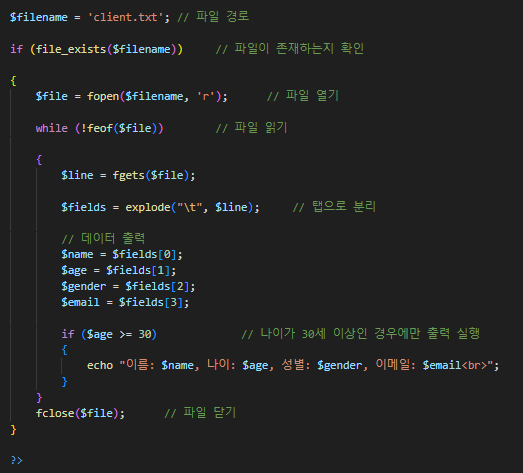 $filename = 'client.txt'; // 파일 경로
if (file_exists($filename)) // 파일이 존재하는지 확인
{
$file = fopen($filename, 'r'); // 파일 열기
while (!feof($file)) // 파일 읽기
{
$line = fgets($file);
$fields = explode("\t", $line); // 탭으로 분리
// 데이터 출력
$name = $fields[0];
$age = $fields[1];
$gender = $fields[2];
$email = $fields[3];
if ($age >= 30) // 나이가 30세 이상인 경우에만 출력 실행
{
echo "이름: $name, 나이: $age, 성별: $gender, 이메일: $email<br>";
}
}
fclose($file); // 파일 닫기
}
?>